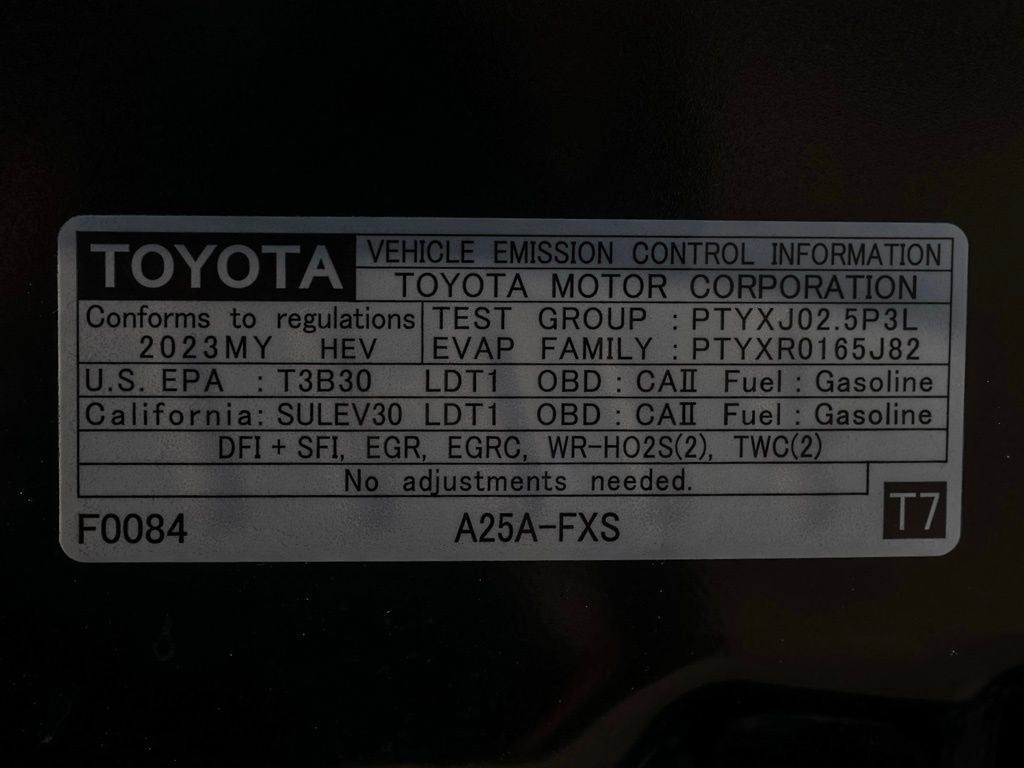 TOYOTA VEHICLE EMISSION CONTROL INFORMATION
TOYOTA MOTOR CORPORATION
Conforms to regulations
2023MY HEV
TEST GROUP : PTYXJ02.5P3L
EVAP FAMILY : PTYXR0165J82
U.S. EPA : T3B30 LDT1 OBD : CAII Fuel : Gasoline
California: SULEV30 LDT1 OBD : CAII Fuel : Gasoline
DFI + SFI, EGR, EGRC, WR-HO2S(2), TWC(2)
No adjustments needed.
F0084 A25A-FXS T7